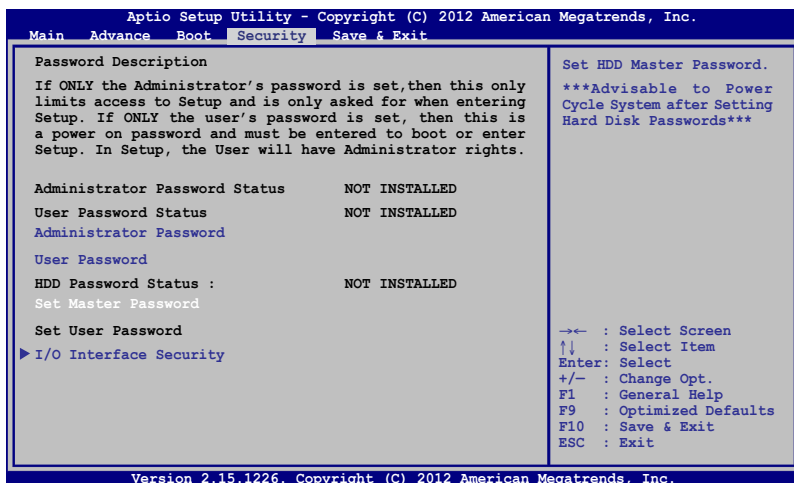 Aptio Setup Utility - Copyright (C) 2012 American Megatrends, Inc.
Main Advance Boot Security Save & Exit
Password Description
If ONLY the Administrator's password is set,then this only
limits access to Setup and is only asked for when entering
Setup. If ONLY the user's password is set, then this is
a power on password and must be entered to boot or enter
Setup. In Setup, the User will have Administrator rights.
Administrator Password Status NOT INSTALLED
User Password Status NOT INSTALLED
Administrator Password
User Password
HDD Password Status : NOT INSTALLED
Set Master Password
Set User Password
I/O Interface Security
Set HDD Master Password.
***Advisable to Power
Cycle System after Setting
Hard Disk Passwords***
→← : Select Screen
↑↓ : Select Item
Enter: Select
+/— : Change Opt.
F1 : General Help
F9 : Optimized Defaults
F10 : Save & Exit
ESC : Exit
Version 2.15.1226. Copyright (C) 2012 American Megatrends, Inc.